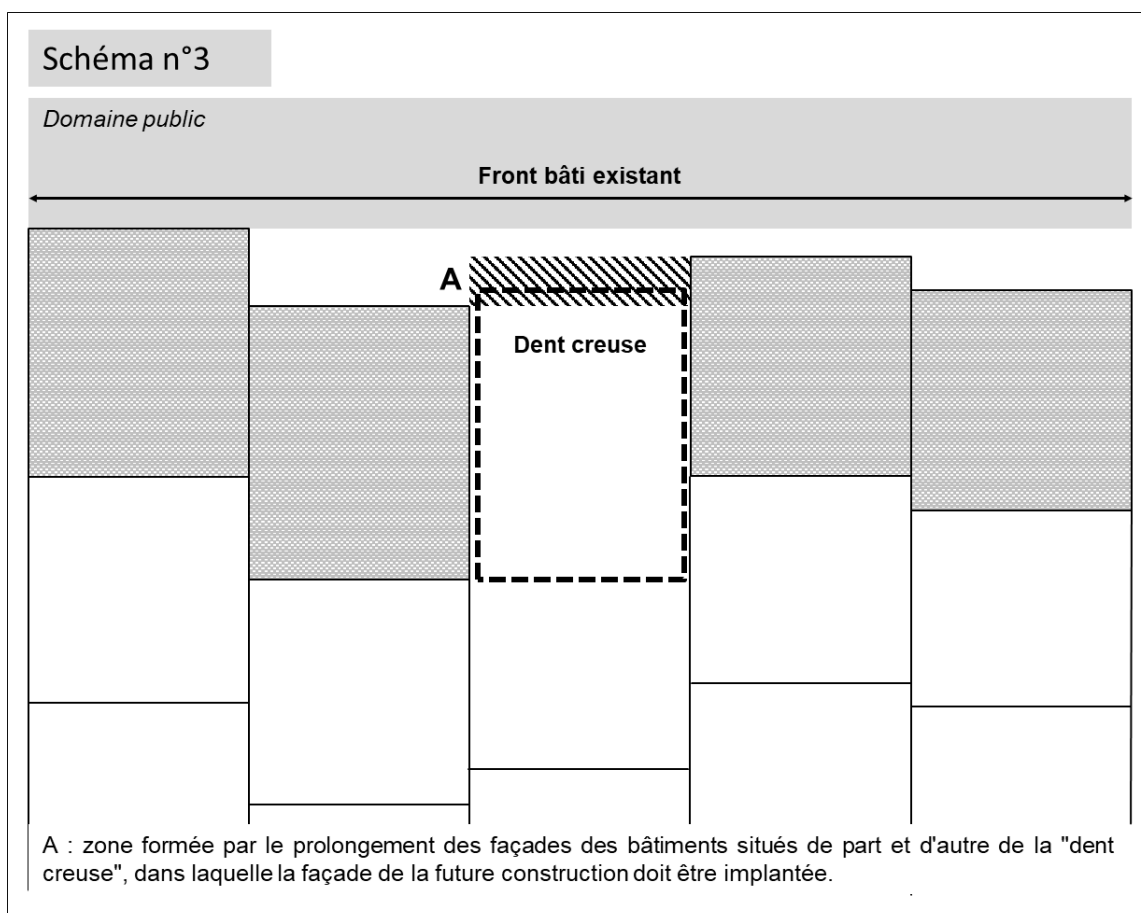 Schéma n°3
Domaine public
Front bâti existant
A
Dent creuse
A : zone formée par le prolongement des façades des bâtiments situés de part et d'autre de la "dent
creuse", dans laquelle la façade de la future construction doit être implantée.